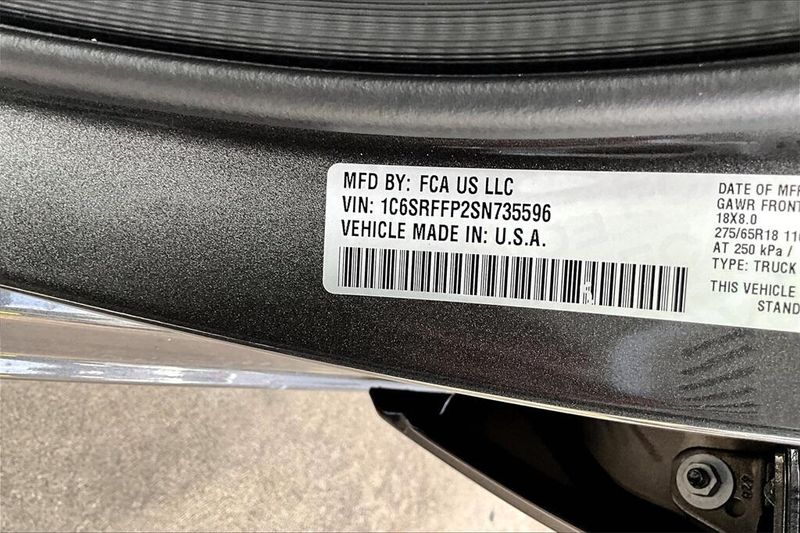 MFD BY: FCA US LLC
VIN: 1C6SRFFP2SN735596
VEHICLE MADE IN: U.S.A.
DATE OF MFR
GAWR FRONT
18X8.0
275/65R18
AT 250 kPa /
TYPE: TRUCK
THIS VEHICLE
STAND